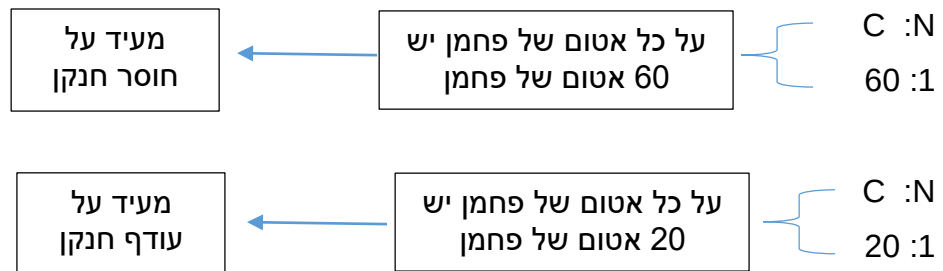 C :N
60 :1
על כל אטום של פחמן יש
60 אטום של פחמן
מעיד על
חוסר חנקן
C :N
20 :1
על כל אטום של פחמן יש
20 אטום של פחמן
מעיד על
עודף חנקן